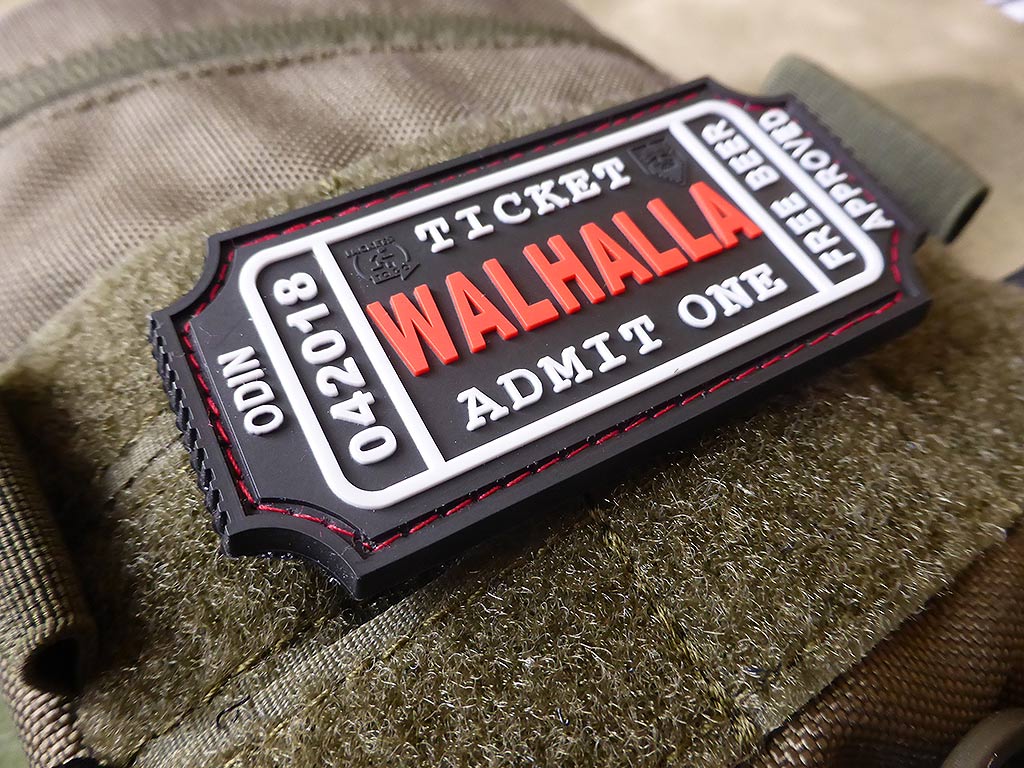 ODIN
042018
TICKET
WALHALLA
ADMIT ONE
FREE BEER
APPROVED